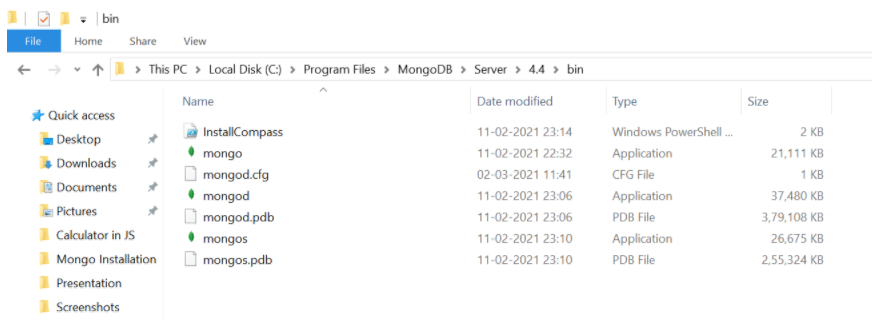 bin
File Home Share View
This PC > Local Disk (C:) > Program Files > MongoDB > Server > 4.4 > bin
Quick access
Desktop
Downloads
Documents
Pictures
Calculator in JS
Mongo Installation
Presentation
Screenshots
Name Date modified Type Size
InstallCompass 11-02-2021 23:14 Windows PowerShell ... 2 KB
mongo 11-02-2021 22:32 Application 21,111 KB
mongod.cfg 02-03-2021 11:41 CFG File 1 KB
mongod 11-02-2021 23:06 Application 37,480 KB
mongod.pdb 11-02-2021 23:06 PDB File 3,79,108 KB
mongos 11-02-2021 23:10 Application 26,675 KB
mongos.pdb 11-02-2021 23:10 PDB File 2,55,324 KB